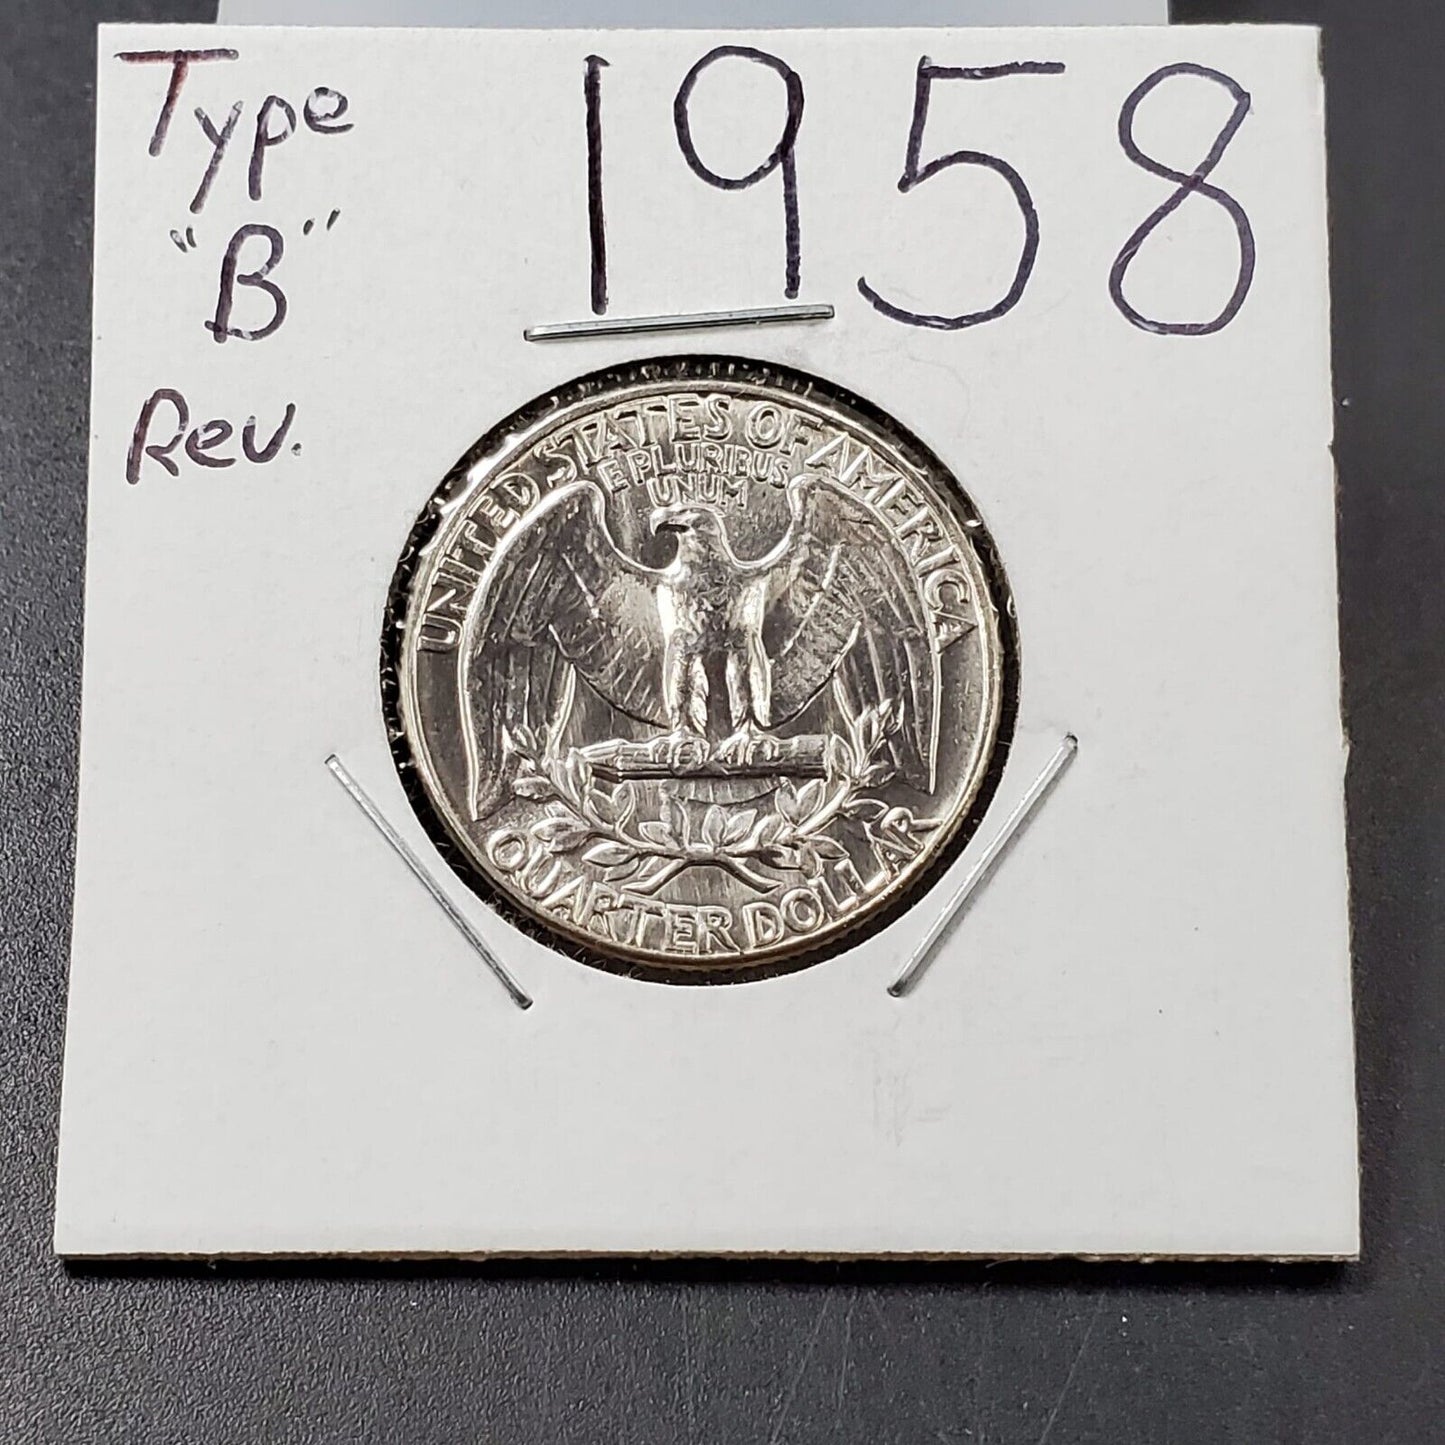 Type
"B"
Rev.
1958
UNITED STATES OF AMERICA
E PLURIBUS
UNUM
QUARTER DOLLAR